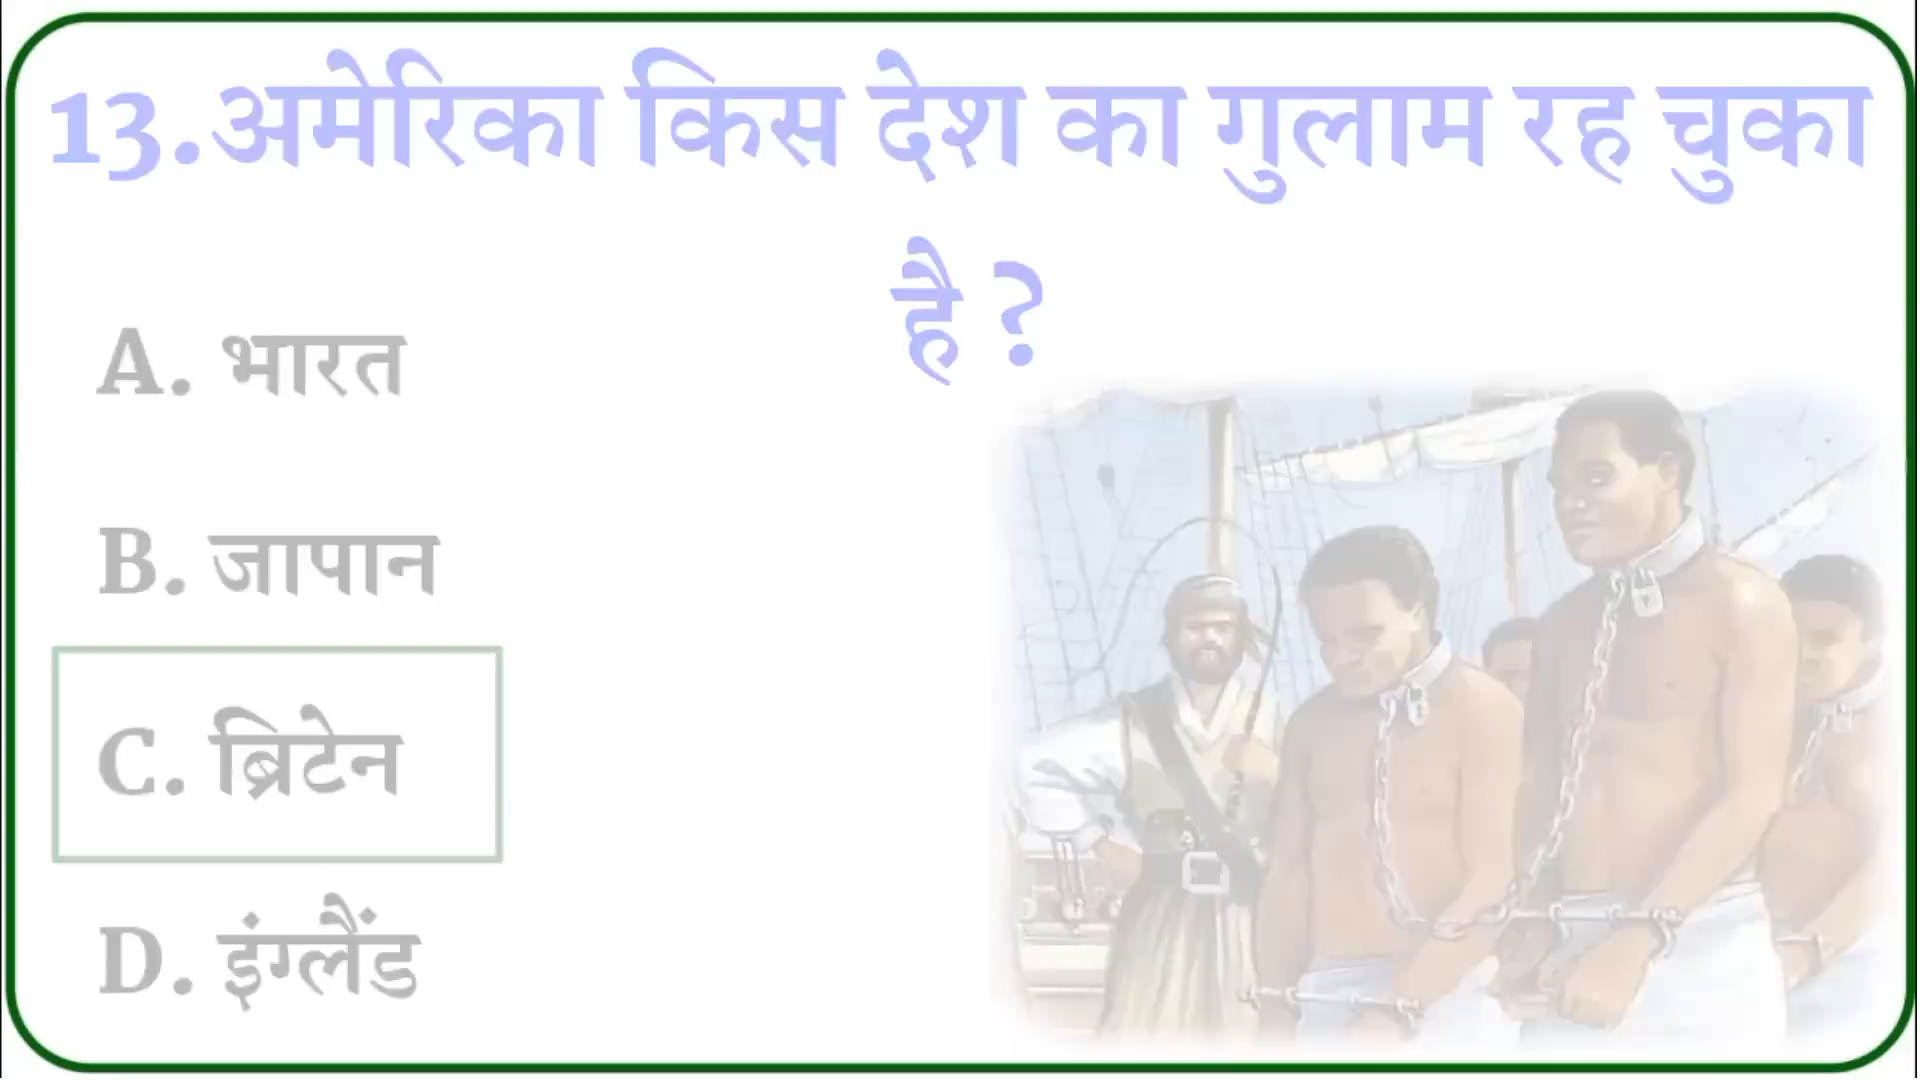 13.अमेरिका किस देश का गुलाम रह चुका
है ?
A. भारत
B. जापान
C. ब्रिटेन
D. इंग्लैंड